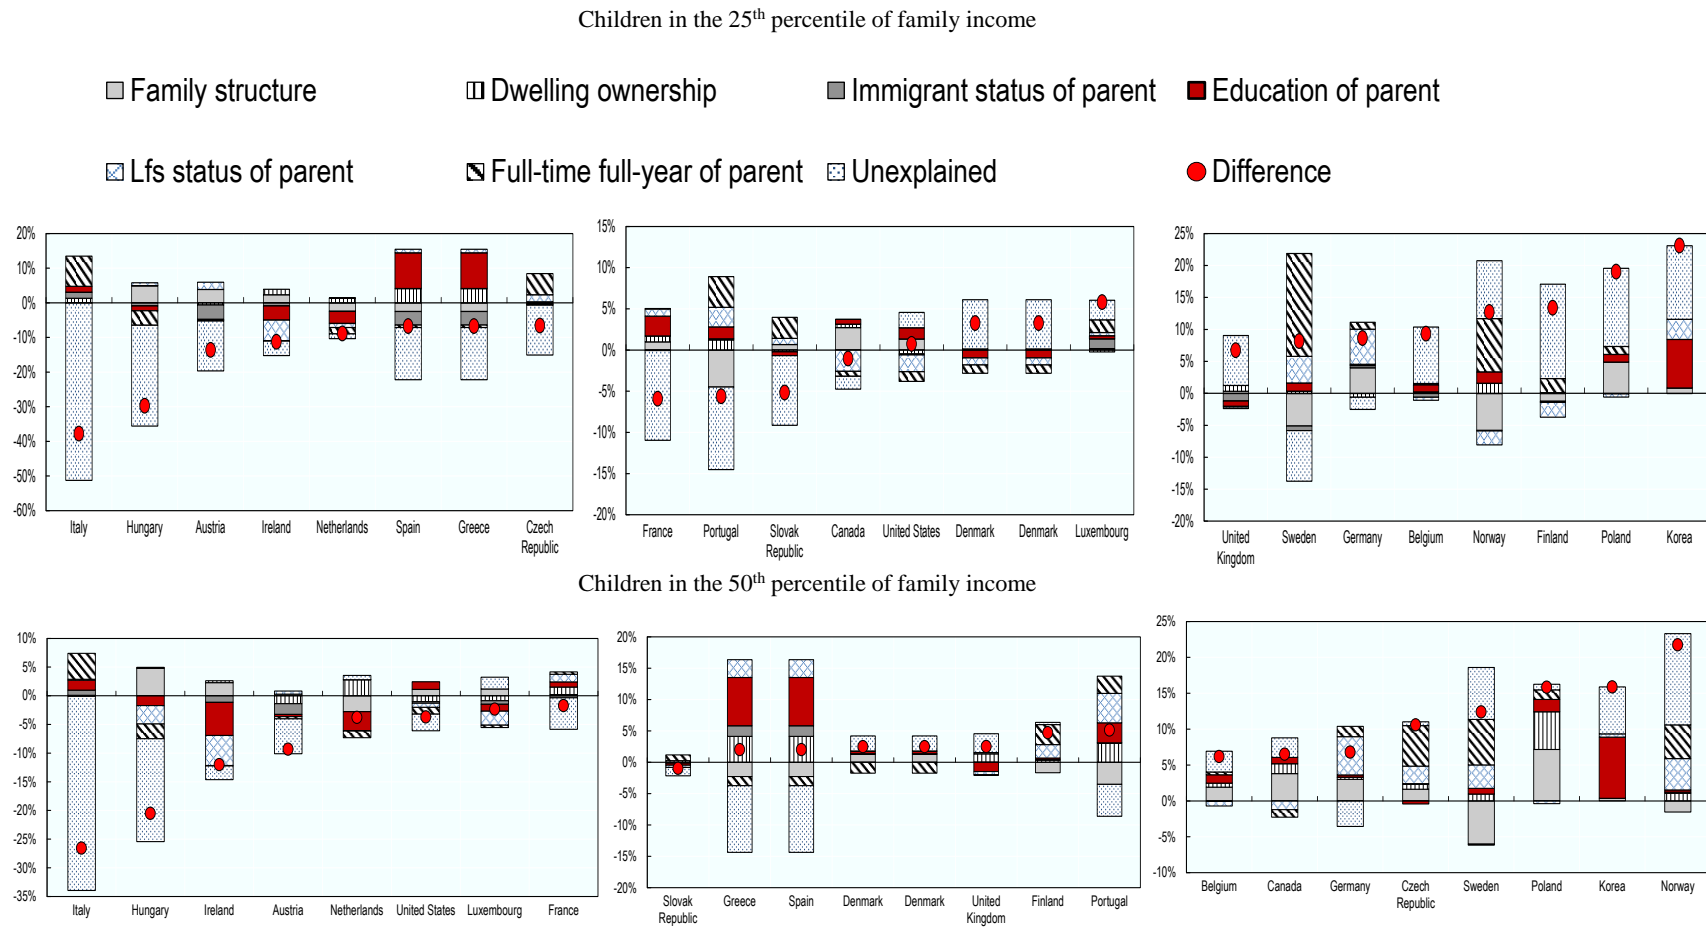 Children in the 25th percentile of family income
Family structure
Dwelling ownership
Immigrant status of parent
Education of parent
Lfs status of parent
Full-time full-year of parent
Unexplained
Difference
20%
10%
0%
-10%
-20%
-30%
-40%
-50%
-60%
Italy
Hungary
Austria
Ireland
Netherlands
Spain
Greece
Czech
Republic
15%
10%
5%
0%
-5%
-10%
-15%
-20%
France
Portugal
Slovak
Republic
Canada
United States
Denmark
Denmark
Luxembourg
25%
20%
15%
10%
5%
0%
-5%
-10%
-15%
-20%
United
Kingdom
Sweden
Germany
Belgium
Norway
Finland
Poland
Korea
Children in the 50th percentile of family income
10%
5%
0%
-5%
-10%
-15%
-20%
-25%
-30%
-35%
Italy
Hungary
Ireland
Austria
Netherlands
United States
Luxembourg
France
20%
15%
10%
5%
0%
-5%
-10%
-15%
-20%
Slovak
Republic
Greece
Spain
Denmark
Denmark
United
Kingdom
Finland
Portugal
25%
20%
15%
10%
5%
0%
-5%
-10%
Belgium
Canada
Germany
Czech
Republic
Sweden
Poland
Korea
Norway